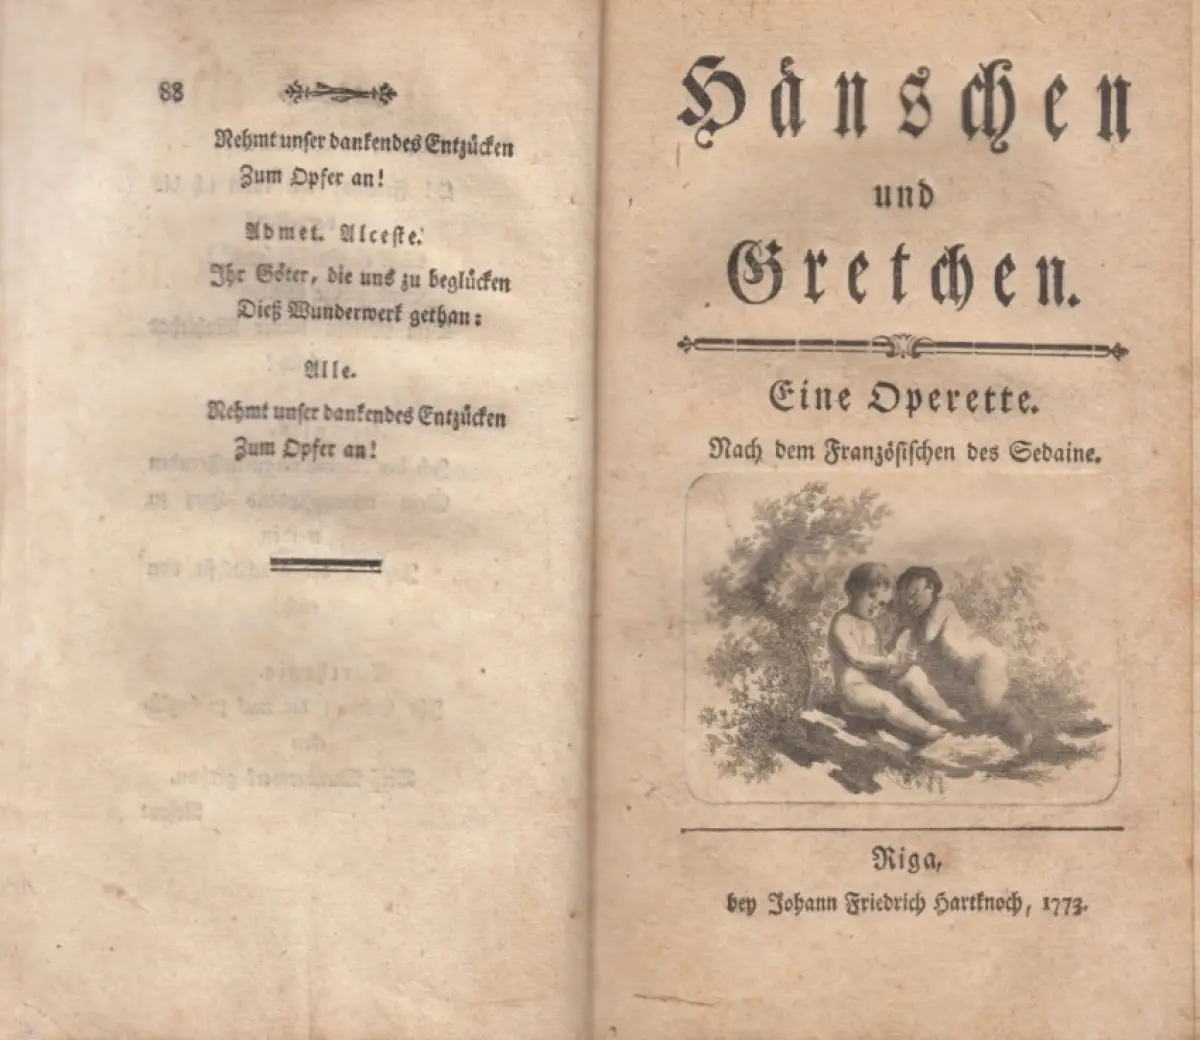 88
Nehmt unser dankendes Entzücken
Zum Opfer an!
Admet. Alceste.
Ihr Göter, die uns zu beglücken
Dieß Wunderwerk gethan:
Alle.
Nehmt unser dankendes Entzücken
Zum Opfer an!
Hänschen
und
Gretchen.
Eine Operette.
Nach dem Französischen des Sedaine.
Riga,
bey Johann Friedrich Hartknoch, 1773.